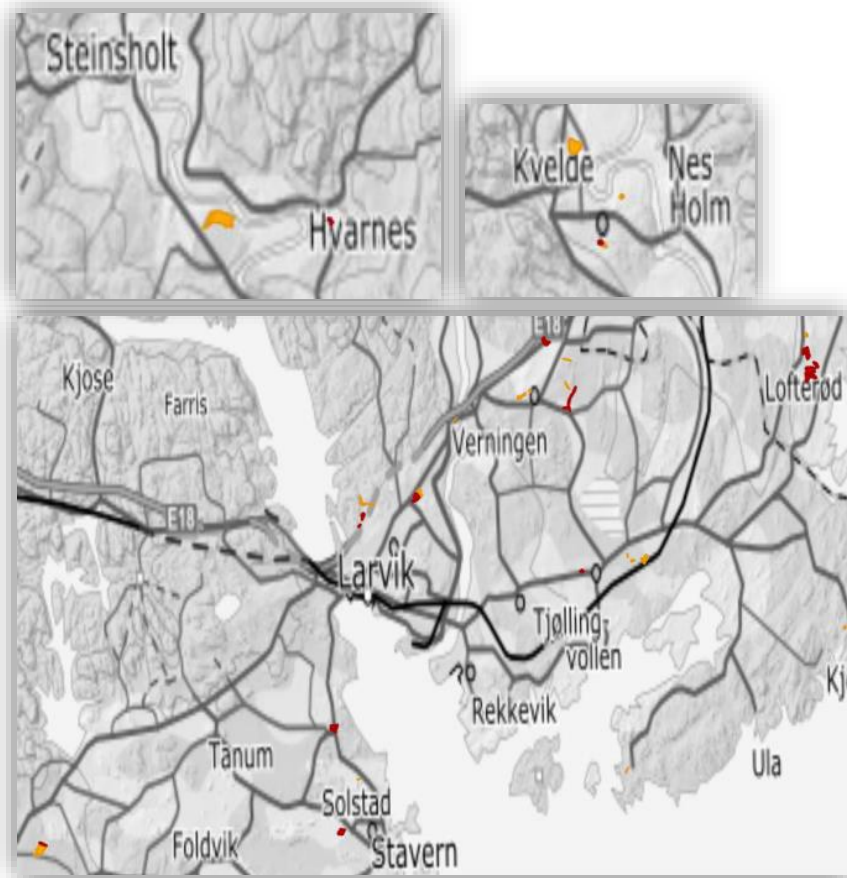 Steinsholt
Hvarnes
Kvelde
Nes
Holm
E18
Kjose
Farris
Lofterød
Verningen
E18
Larvik
Tjølling-
vollen
Rekkevik
Tanum
Ula
Solstad
Foldvik
Stavern